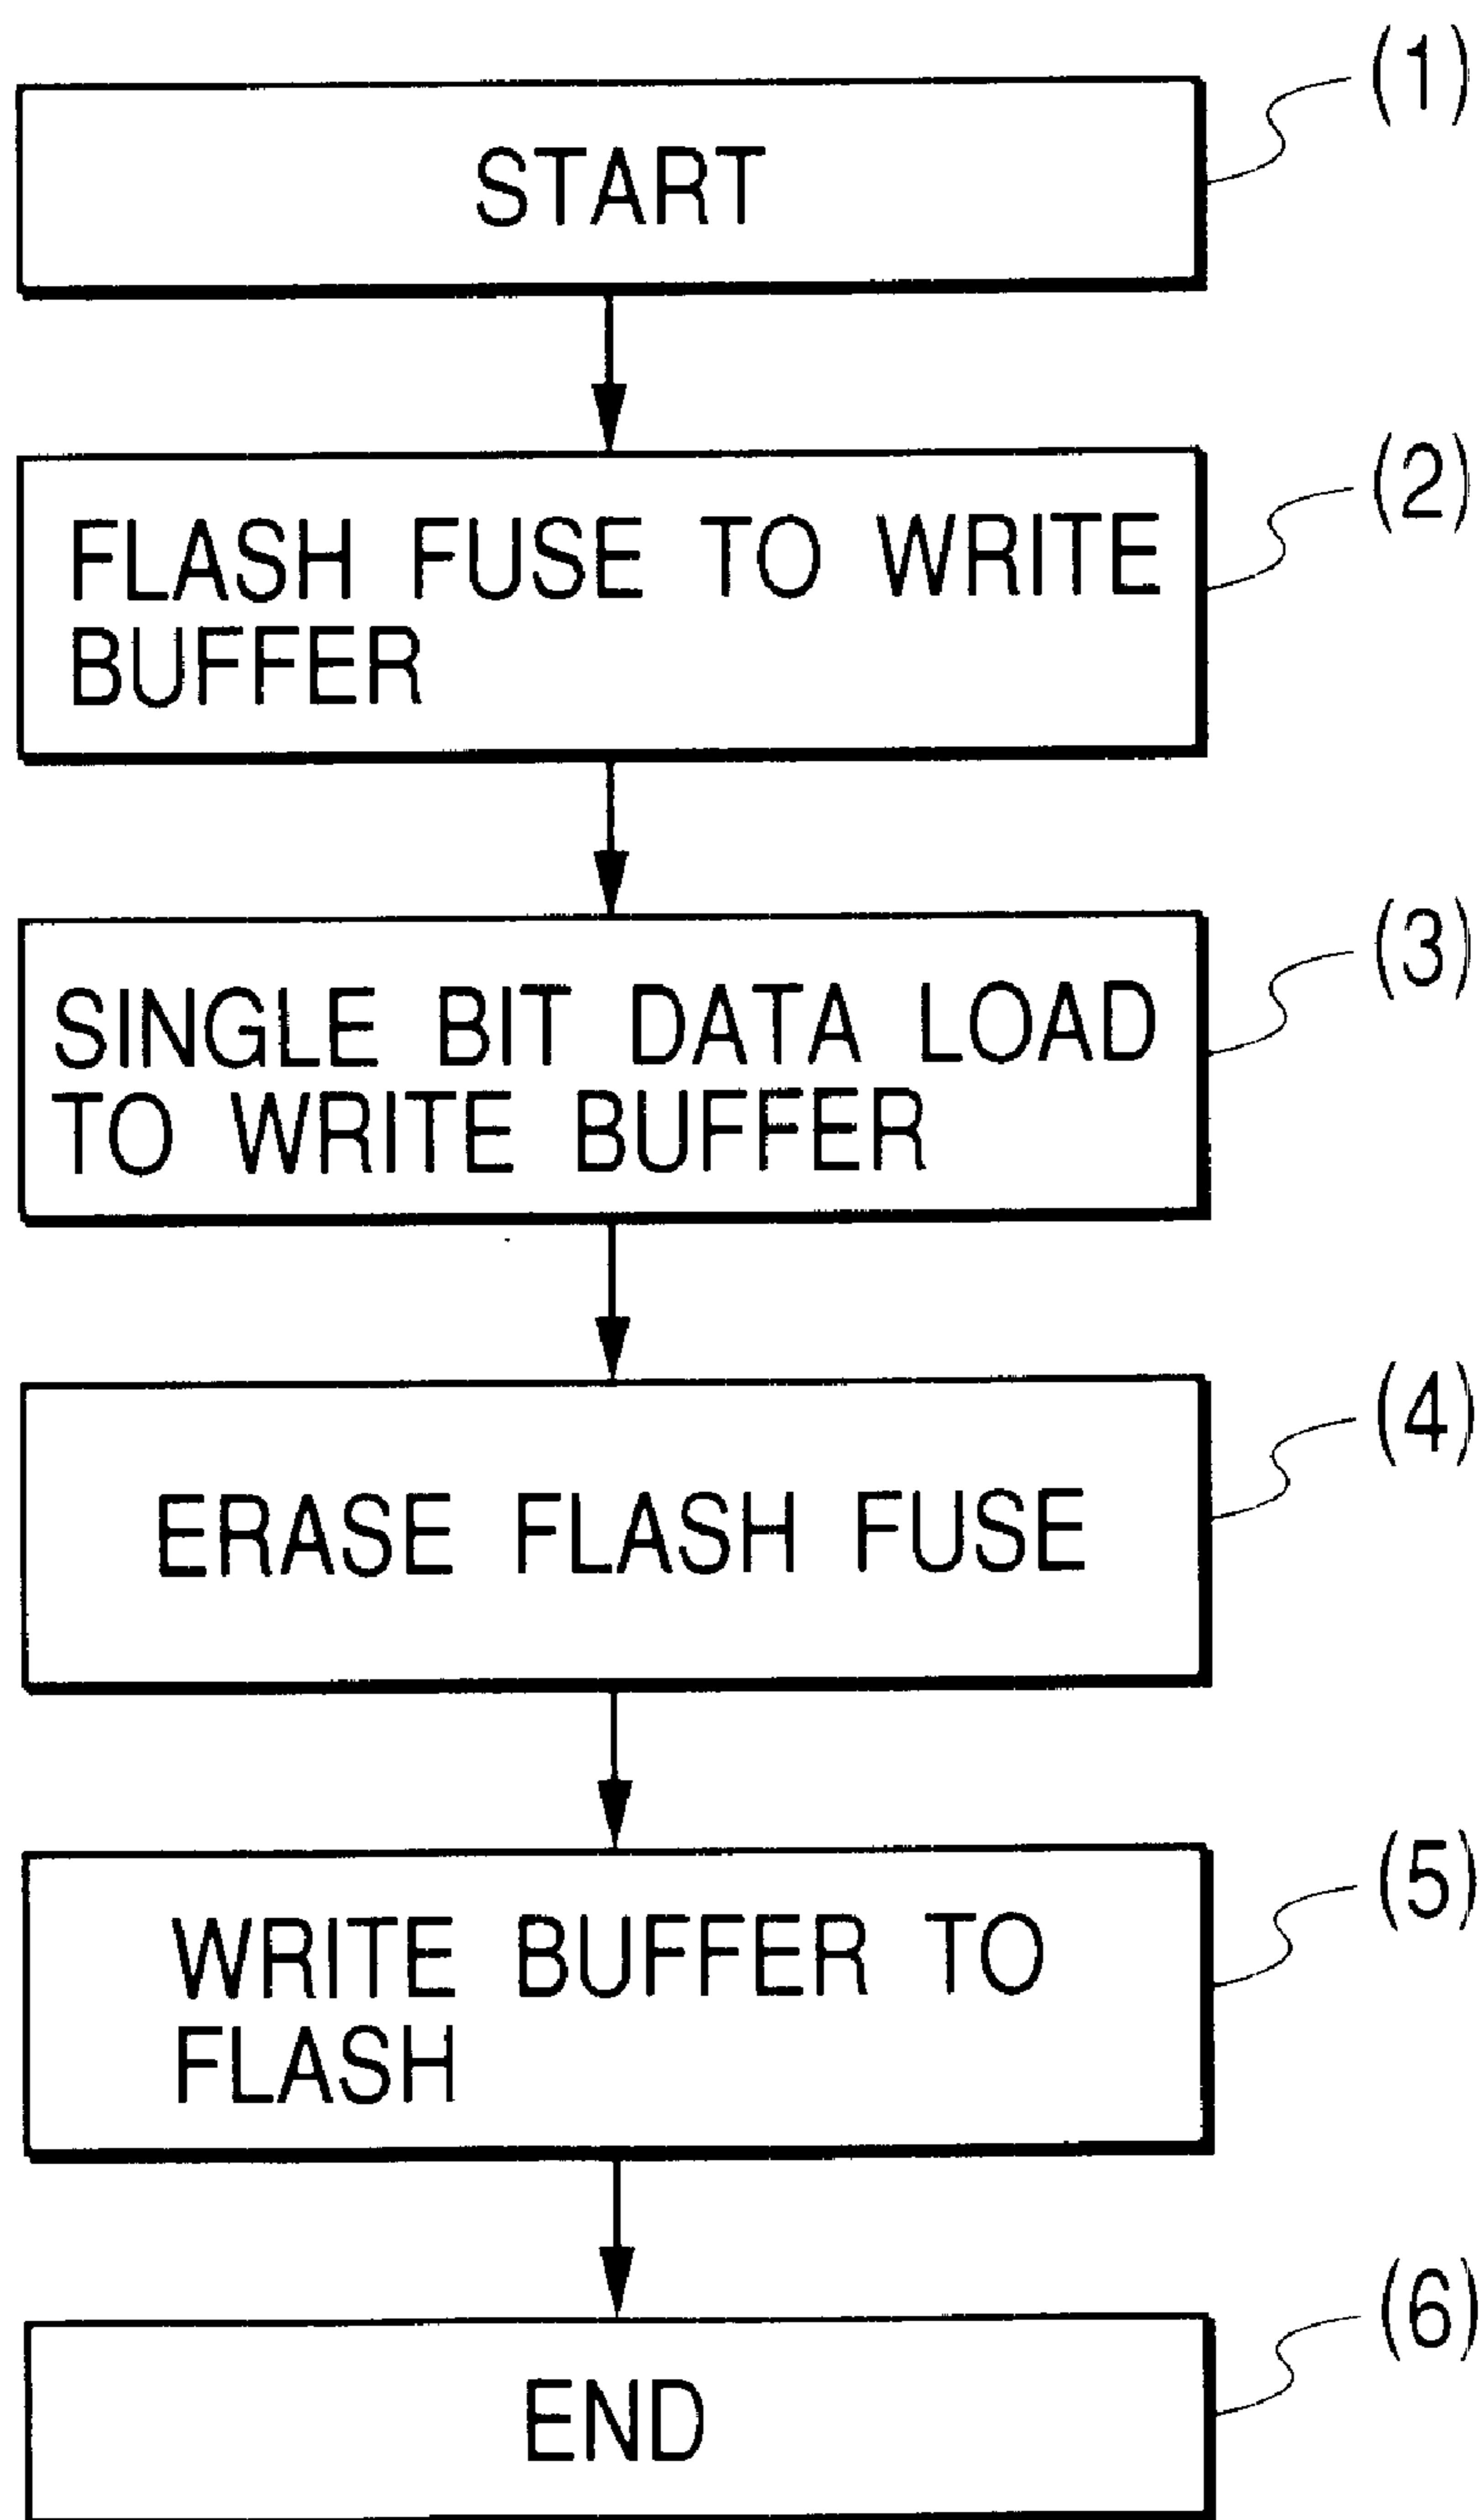 START
(1)
FLASH FUSE TO WRITE
BUFFER
(2)
SINGLE BIT DATA LOAD
TO WRITE BUFFER
(3)
ERASE FLASH FUSE
(4)
WRITE BUFFER TO
FLASH
(5)
END
(6)